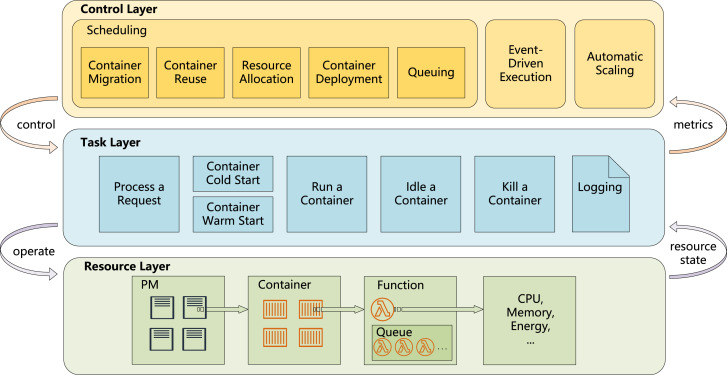 Control Layer
Scheduling
Container
Migration
Container
Reuse
Resource
Allocation
Container
Deployment
Queuing
Event-
Driven
Execution
Automatic
Scaling
control
metrics
Task Layer
Process a
Request
Container
Cold Start
Container
Warm Start
Run a
Container
Idle a
Container
Kill a
Container
Logging
operate
resource
state
Resource Layer
PM
Container
Function
Queue
...
CPU,
Memory,
Energy,
...